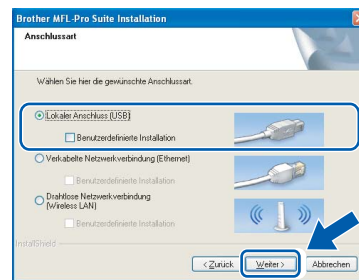 Brother MFL-Pro Suite Installation
Anschlussart
Wählen Sie hier die gewünschte Anschlussart.
Lokaler Anschluss (USB)
Benutzerdefinierte Installation
Verkabelte Netzwerkverbindung (Ethernet)
Benutzerdefinierte Installation
Drahtlose Netzwerkverbindung
(Wireless LAN)
Benutzerdefinierte Installation
InstallShield
< Zurück Weiter > Abbrechen